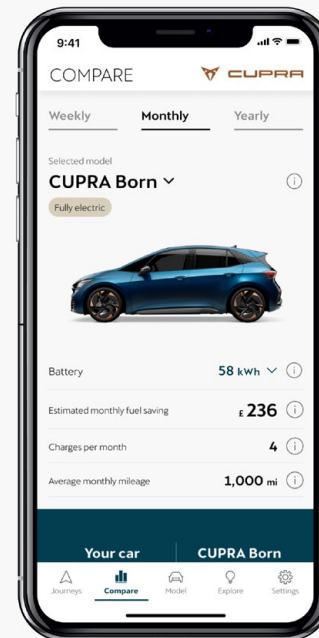 9:41
COMPARE CUPRA
Weekly Monthly Yearly
Selected model
CUPRA Born
Fully electric
Battery 58 kWh
Estimated monthly fuel saving £ 236
Charges per month 4
Average monthly mileage 1,000 mi
Your car CUPRA Born
Journeys Compare Model Explore Settings